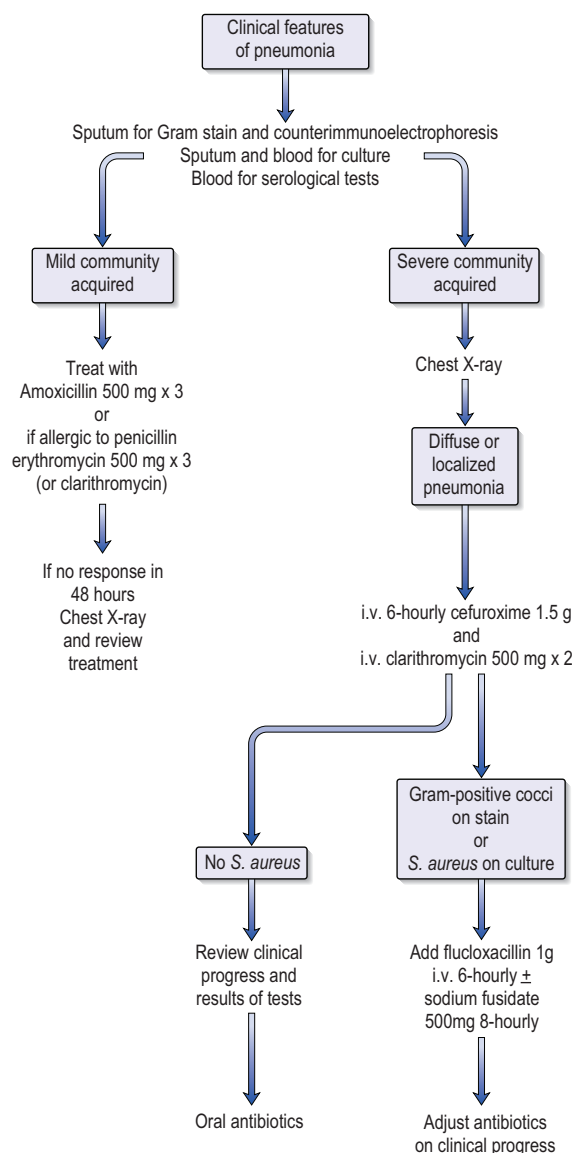 Clinical features
of pneumonia
Sputum for Gram stain and counterimmunoelectrophoresis
Sputum and blood for culture
Blood for serological tests
Mild community
acquired
Treat with
Amoxicillin 500 mg x 3
or
if allergic to penicillin
erythromycin 500 mg x 3
(or clarithromycin)
If no response in
48 hours
Chest X-ray
and review
treatment
Severe community
acquired
Chest X-ray
Diffuse or
localized
pneumonia
i.v. 6-hourly cefuroxime 1.5 g
and
i.v. clarithromycin 500 mg x 2
No S. aureus
Review clinical
progress and
results of tests
Oral antibiotics
Gram-positive cocci
on stain
or
S. aureus on culture
Add flucloxacillin 1g
i.v. 6-hourly ±
sodium fusidate
500mg 8-hourly
Adjust antibiotics
on clinical progress